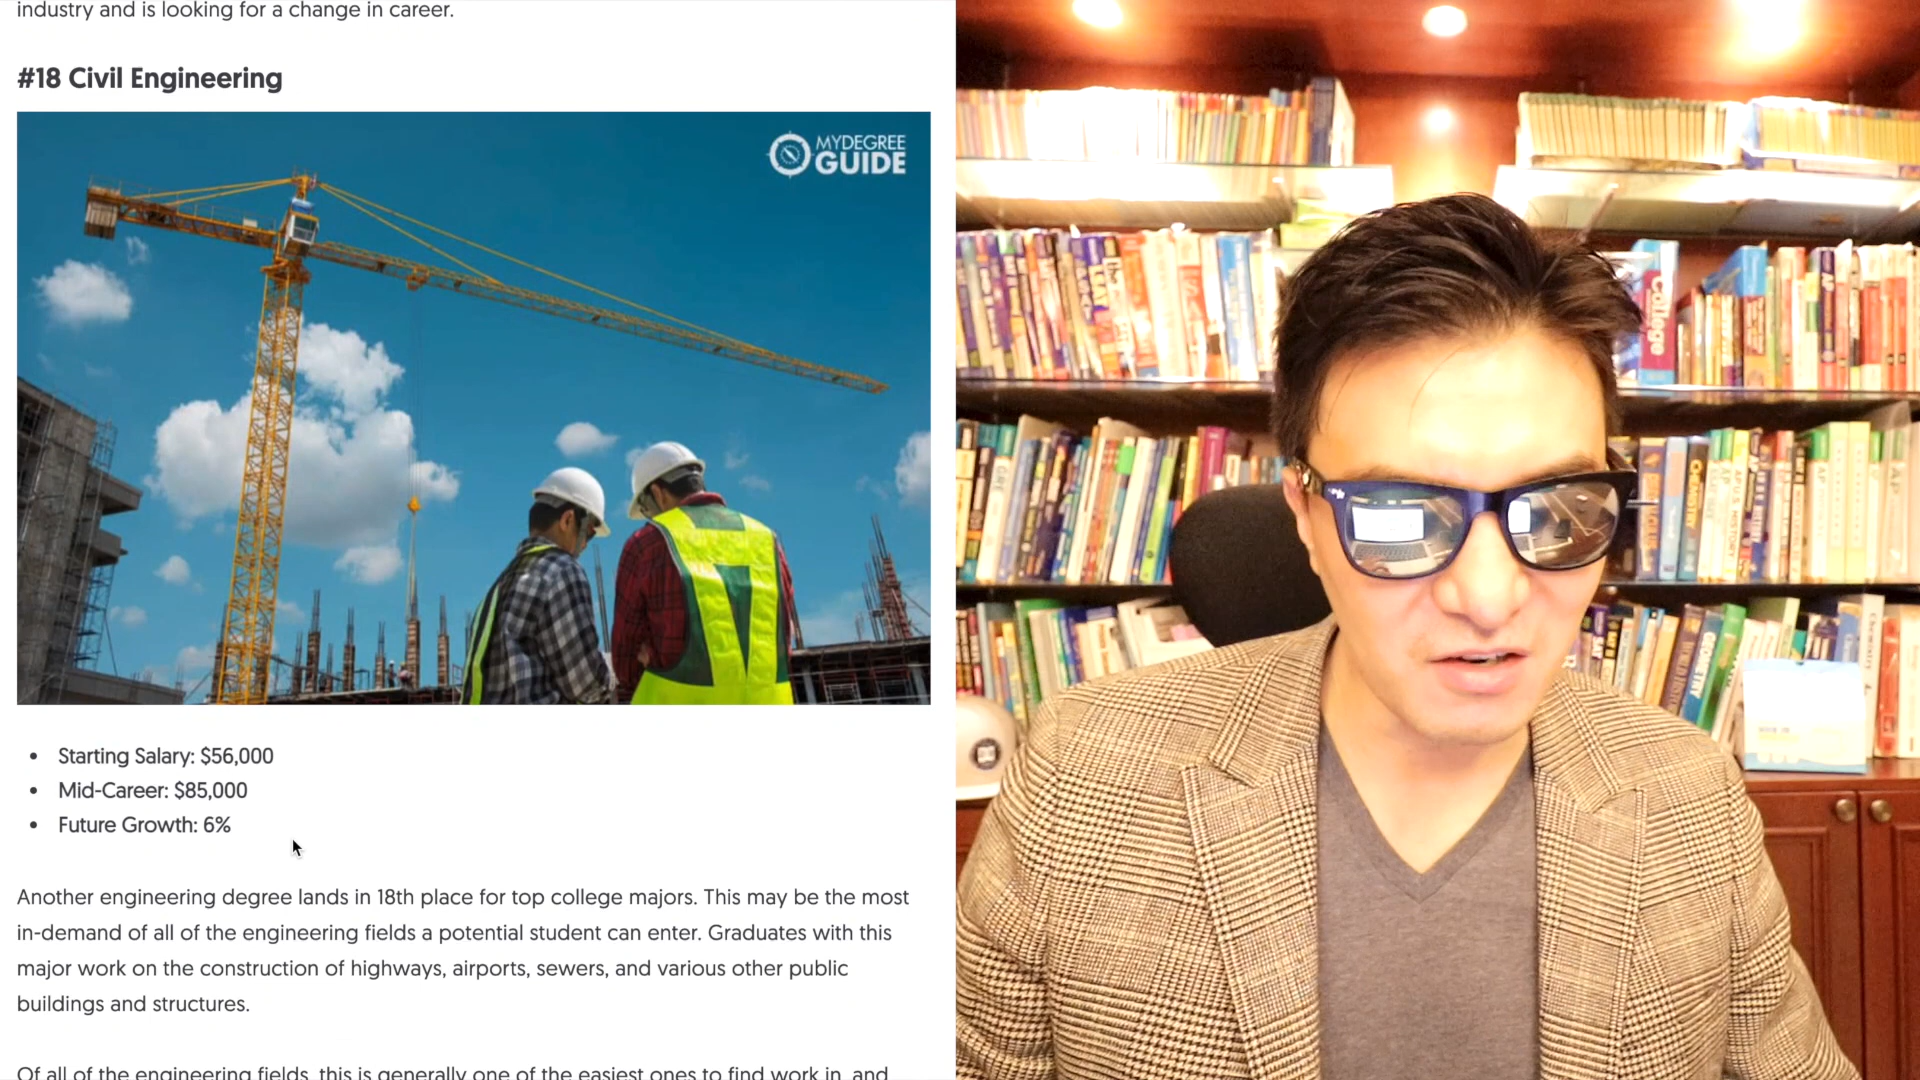 industry and is looking for a change in career.
#18 Civil Engineering
MYDEGREE
GUIDE
• Starting Salary: $56,000
• Mid-Career: $85,000
• Future Growth: 6%
Another engineering degree lands in 18th place for top college majors. This may be the most
in-demand of all of the engineering fields a potential student can enter. Graduates with this
major work on the construction of highways, airports, sewers, and various other public
buildings and structures.
Of all of the engineering fields, this is generally one of the easiest ones to find work in, and
College